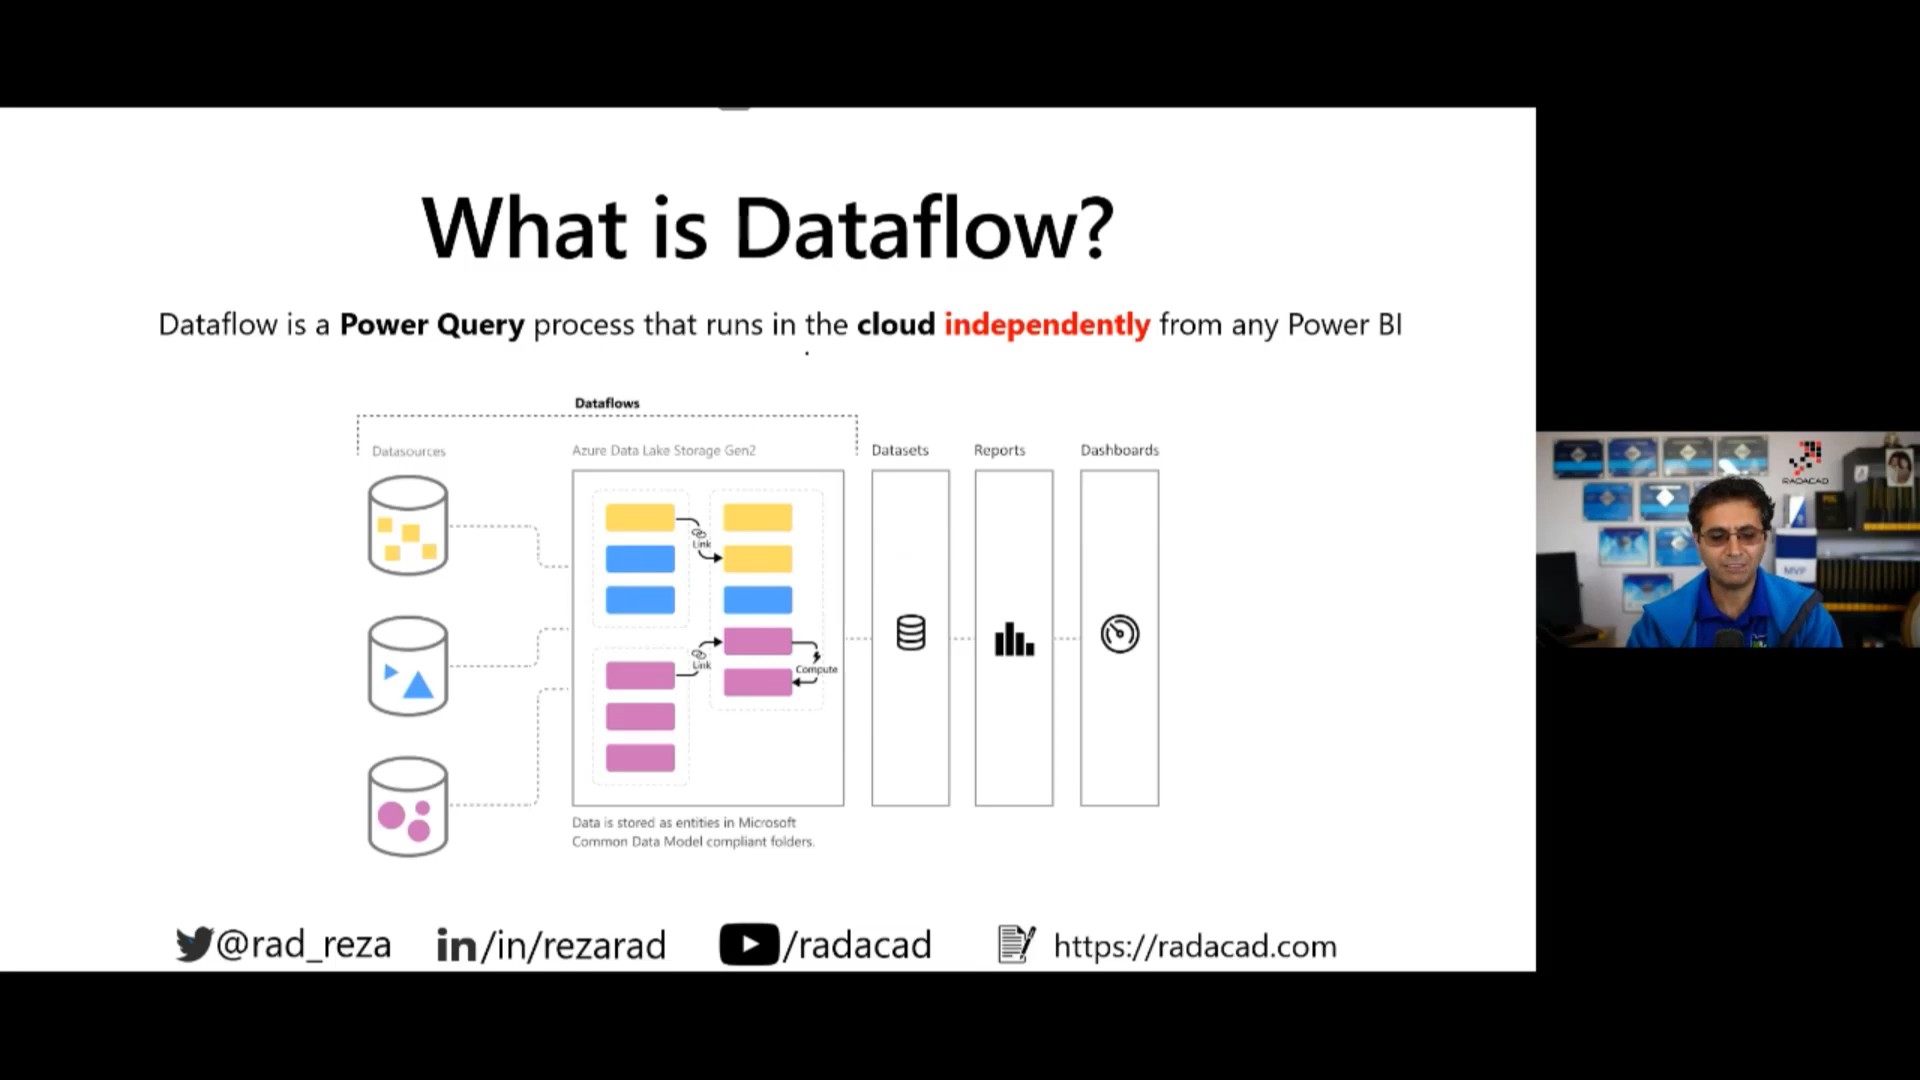 What is Dataflow?
Dataflow is a Power Query process that runs in the cloud independently from any Power BI
Dataflows
Datasources
Azure Data Lake Storage Gen2
Datasets
Reports
Dashboards
Link
Link
Compute
Data is stored as entities in Microsoft
Common Data Model compliant folders.
@rad_reza
in/in/rezarad
/radacad
https://radacad.com
RADACAD
MVP